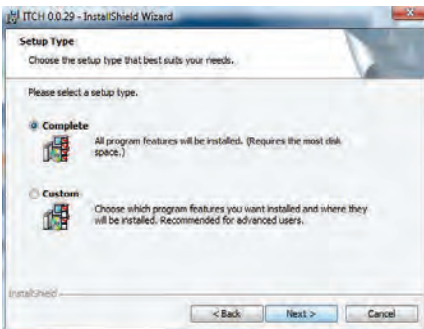 ITCH 0.0.29 - InstallShield Wizard
Setup Type
Choose the setup type that best suits your needs.
Please select a setup type.
Complete
All program features will be installed. (Requires the most disk
space.)
Custom
Choose which program features you want installed and where they
will be installed. Recommended for advanced users.
InstallShield
< Back
Next >
Cancel